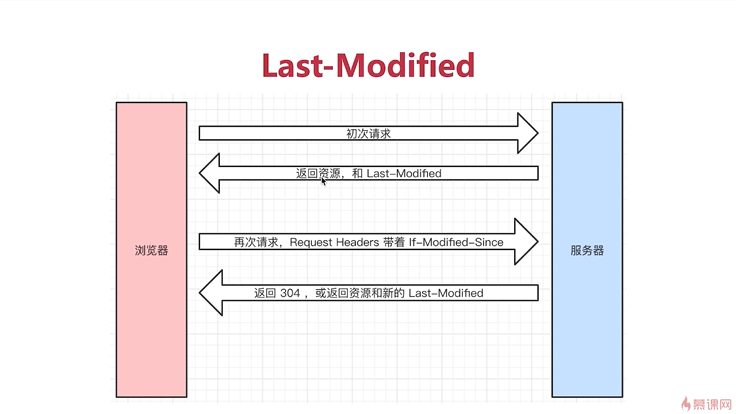 Last-Modified
初次请求
返回资源，和 Last-Modified
再次请求，Request Headers 带着 If-Modified-Since
浏览器
服务器
返回 304 ，或返回资源和新的 Last-Modified
慕课网